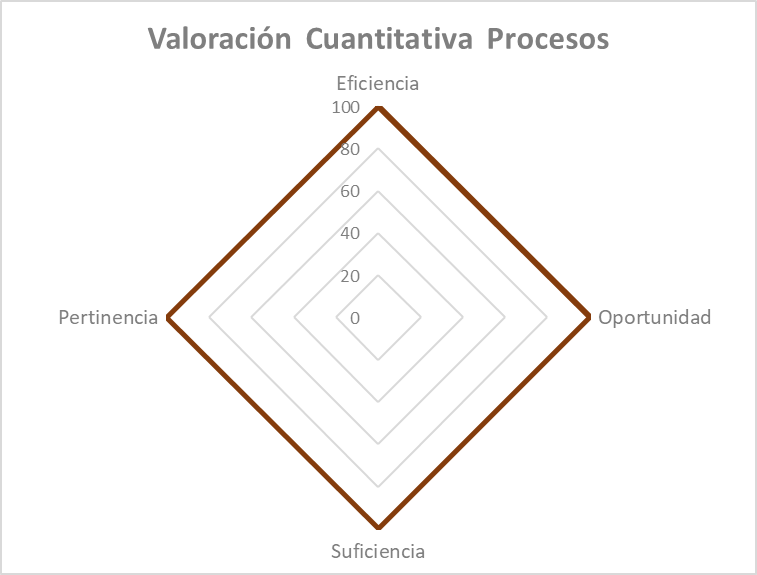 Valoración Cuantitativa Procesos
Eficiencia
100
80
60
40
20
0
Pertinencia
Oportunidad
Suficiencia